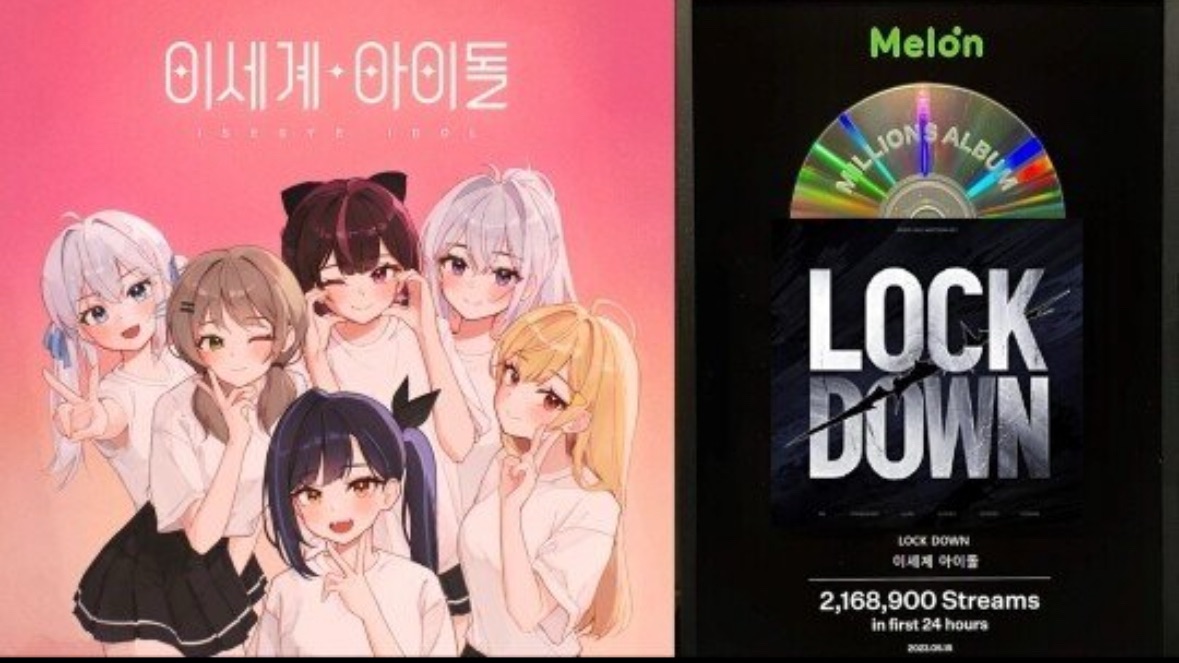 이세계·아이돌
ISEGYE IDOL
Melon
MILLIONS ALBUM
LOCK
DOWN
LOCK DOWN
이세계 아이돌
2,168,900 Streams
in first 24 hours